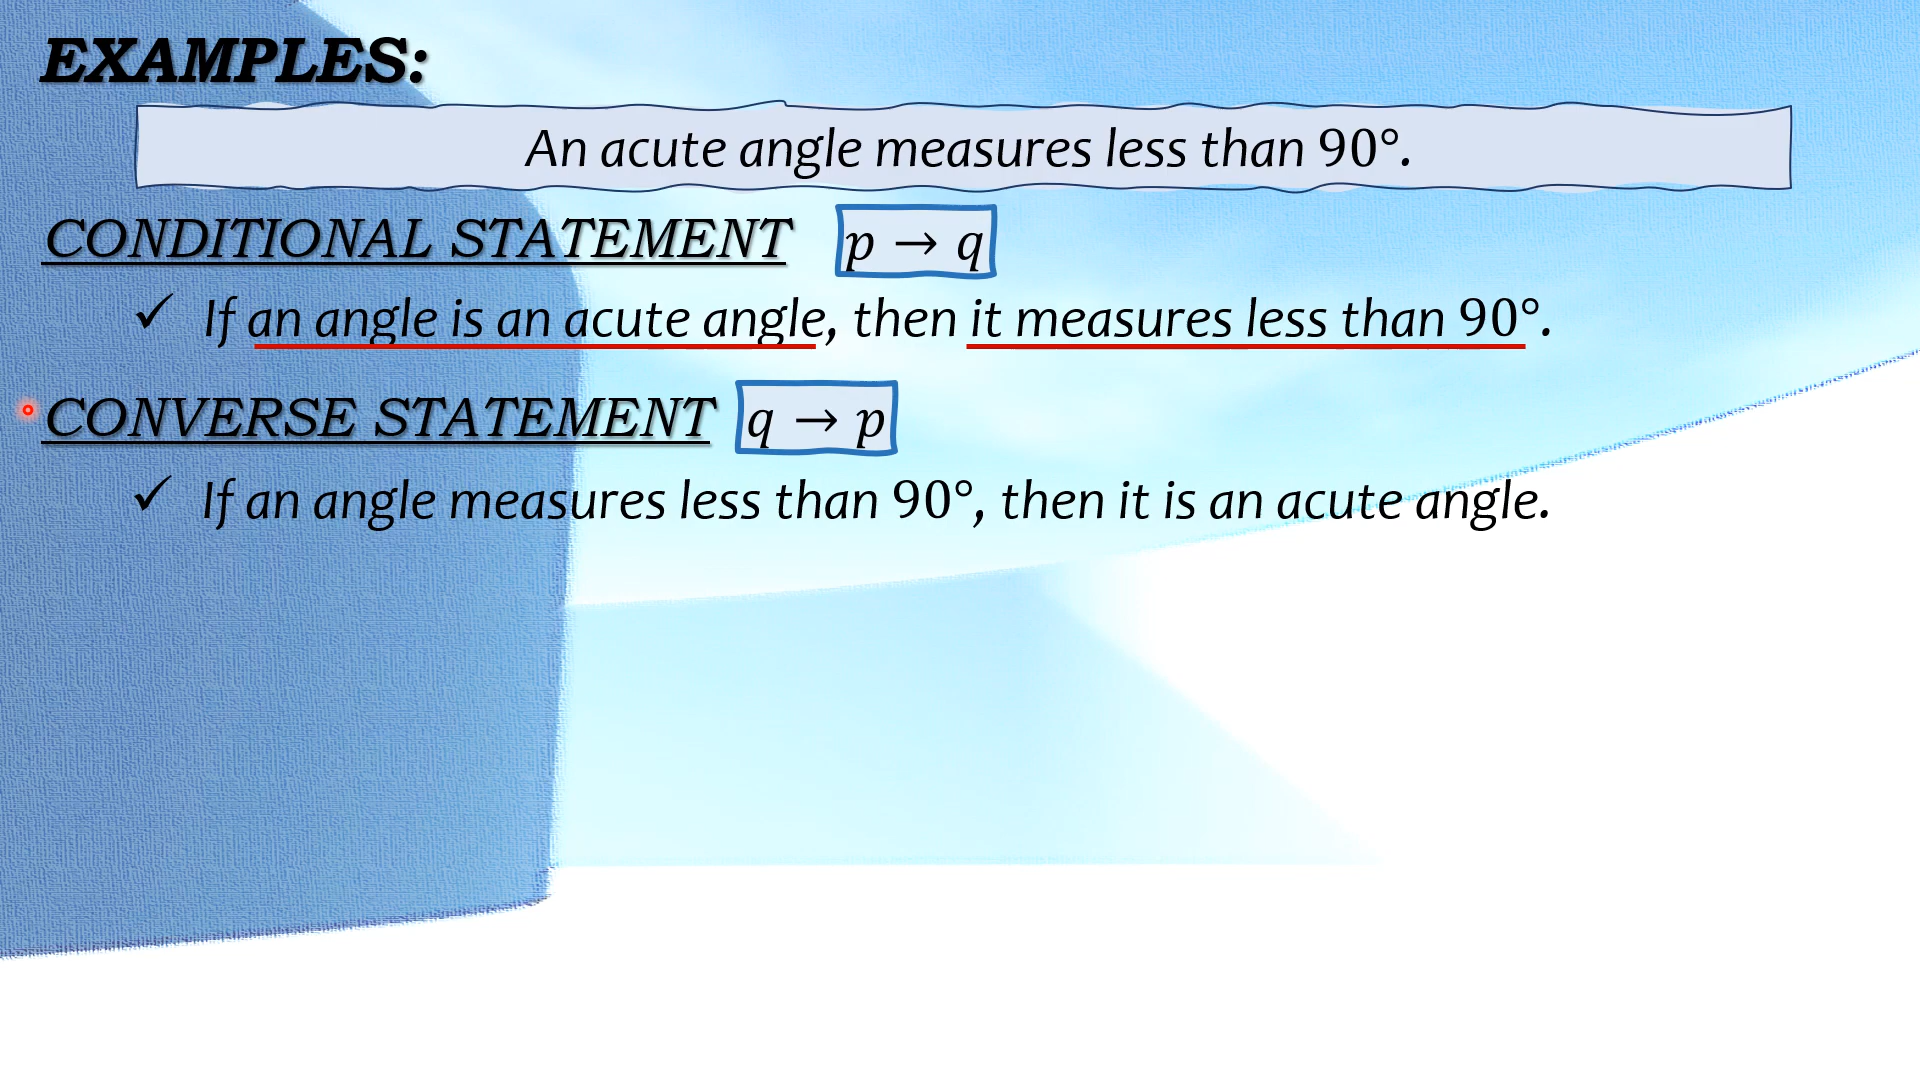 EXAMPLES:
An acute angle measures less than 90°.
CONDITIONAL STATEMENT p → q
✓ If an angle is an acute angle, then it measures less than 90°.
CONVERSE STATEMENT q → p
✓ If an angle measures less than 90°, then it is an acute angle.